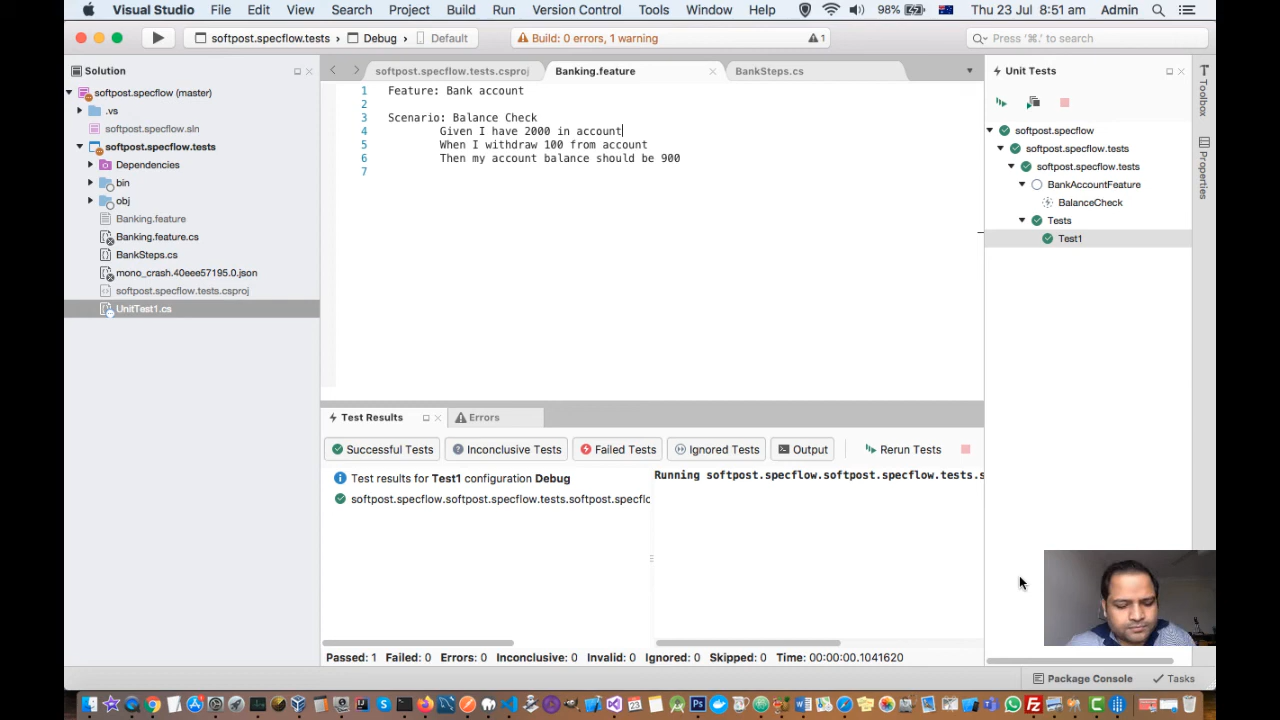 Visual Studio File Edit View Search Project Build Run Version Control Tools Window Help 98% Thu 23 Jul 8:51 am Admin
softpost.specflow.tests › Debug › Default
Build: 0 errors, 1 warning 1
Press '⌘.' to search
Solution
softpost.specflow (master)
.vs
softpost.specflow.sln
softpost.specflow.tests
Dependencies
bin
obj
Banking.feature
Banking.feature.cs
BankSteps.cs
mono_crash.40eee57195.0.json
softpost.specflow.tests.csproj
UnitTest1.cs
softpost.specflow.tests.csproj
Banking.feature
BankSteps.cs
1 Feature: Bank account
2
3 Scenario: Balance Check
4 Given I have 2000 in account
5 When I withdraw 100 from account
6 Then my account balance should be 900
7
Unit Tests
softpost.specflow
softpost.specflow.tests
softpost.specflow.tests
BankAccountFeature
BalanceCheck
Tests
Test1
Toolbox
Properties
Test Results
Errors
Successful Tests Inconclusive Tests Failed Tests Ignored Tests Output Rerun Tests
Test results for Test1 configuration Debug
softpost.specflow.softpost.specflow.tests.softpost.specflo
Running softpost.specflow.softpost.specflow.tests.s
Passed: 1 Failed: 0 Errors: 0 Inconclusive: 0 Invalid: 0 Ignored: 0 Skipped: 0 Time: 00:00:00.1041620
Package Console Tasks